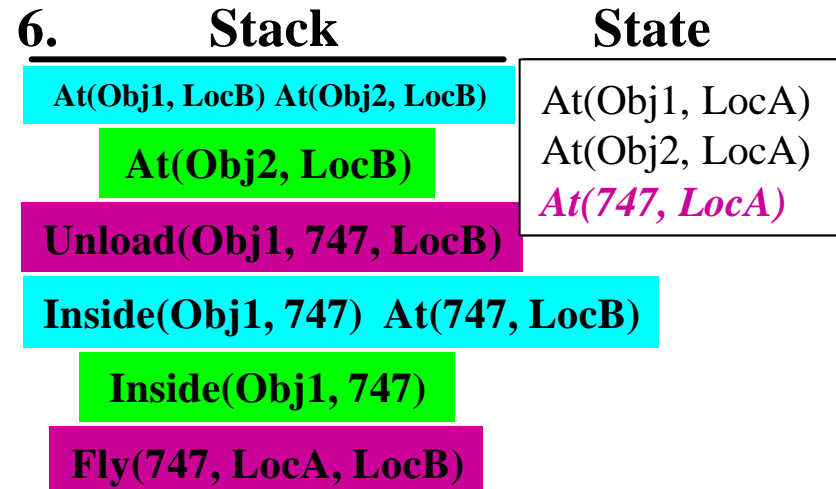 6. Stack State
At(Obj1, LocB) At(Obj2, LocB)
At(Obj2, LocB)
Unload(Obj1, 747, LocB)
Inside(Obj1, 747) At(747, LocB)
Inside(Obj1, 747)
Fly(747, LocA, LocB)
At(Obj1, LocA)
At(Obj2, LocA)
At(747, LocA)